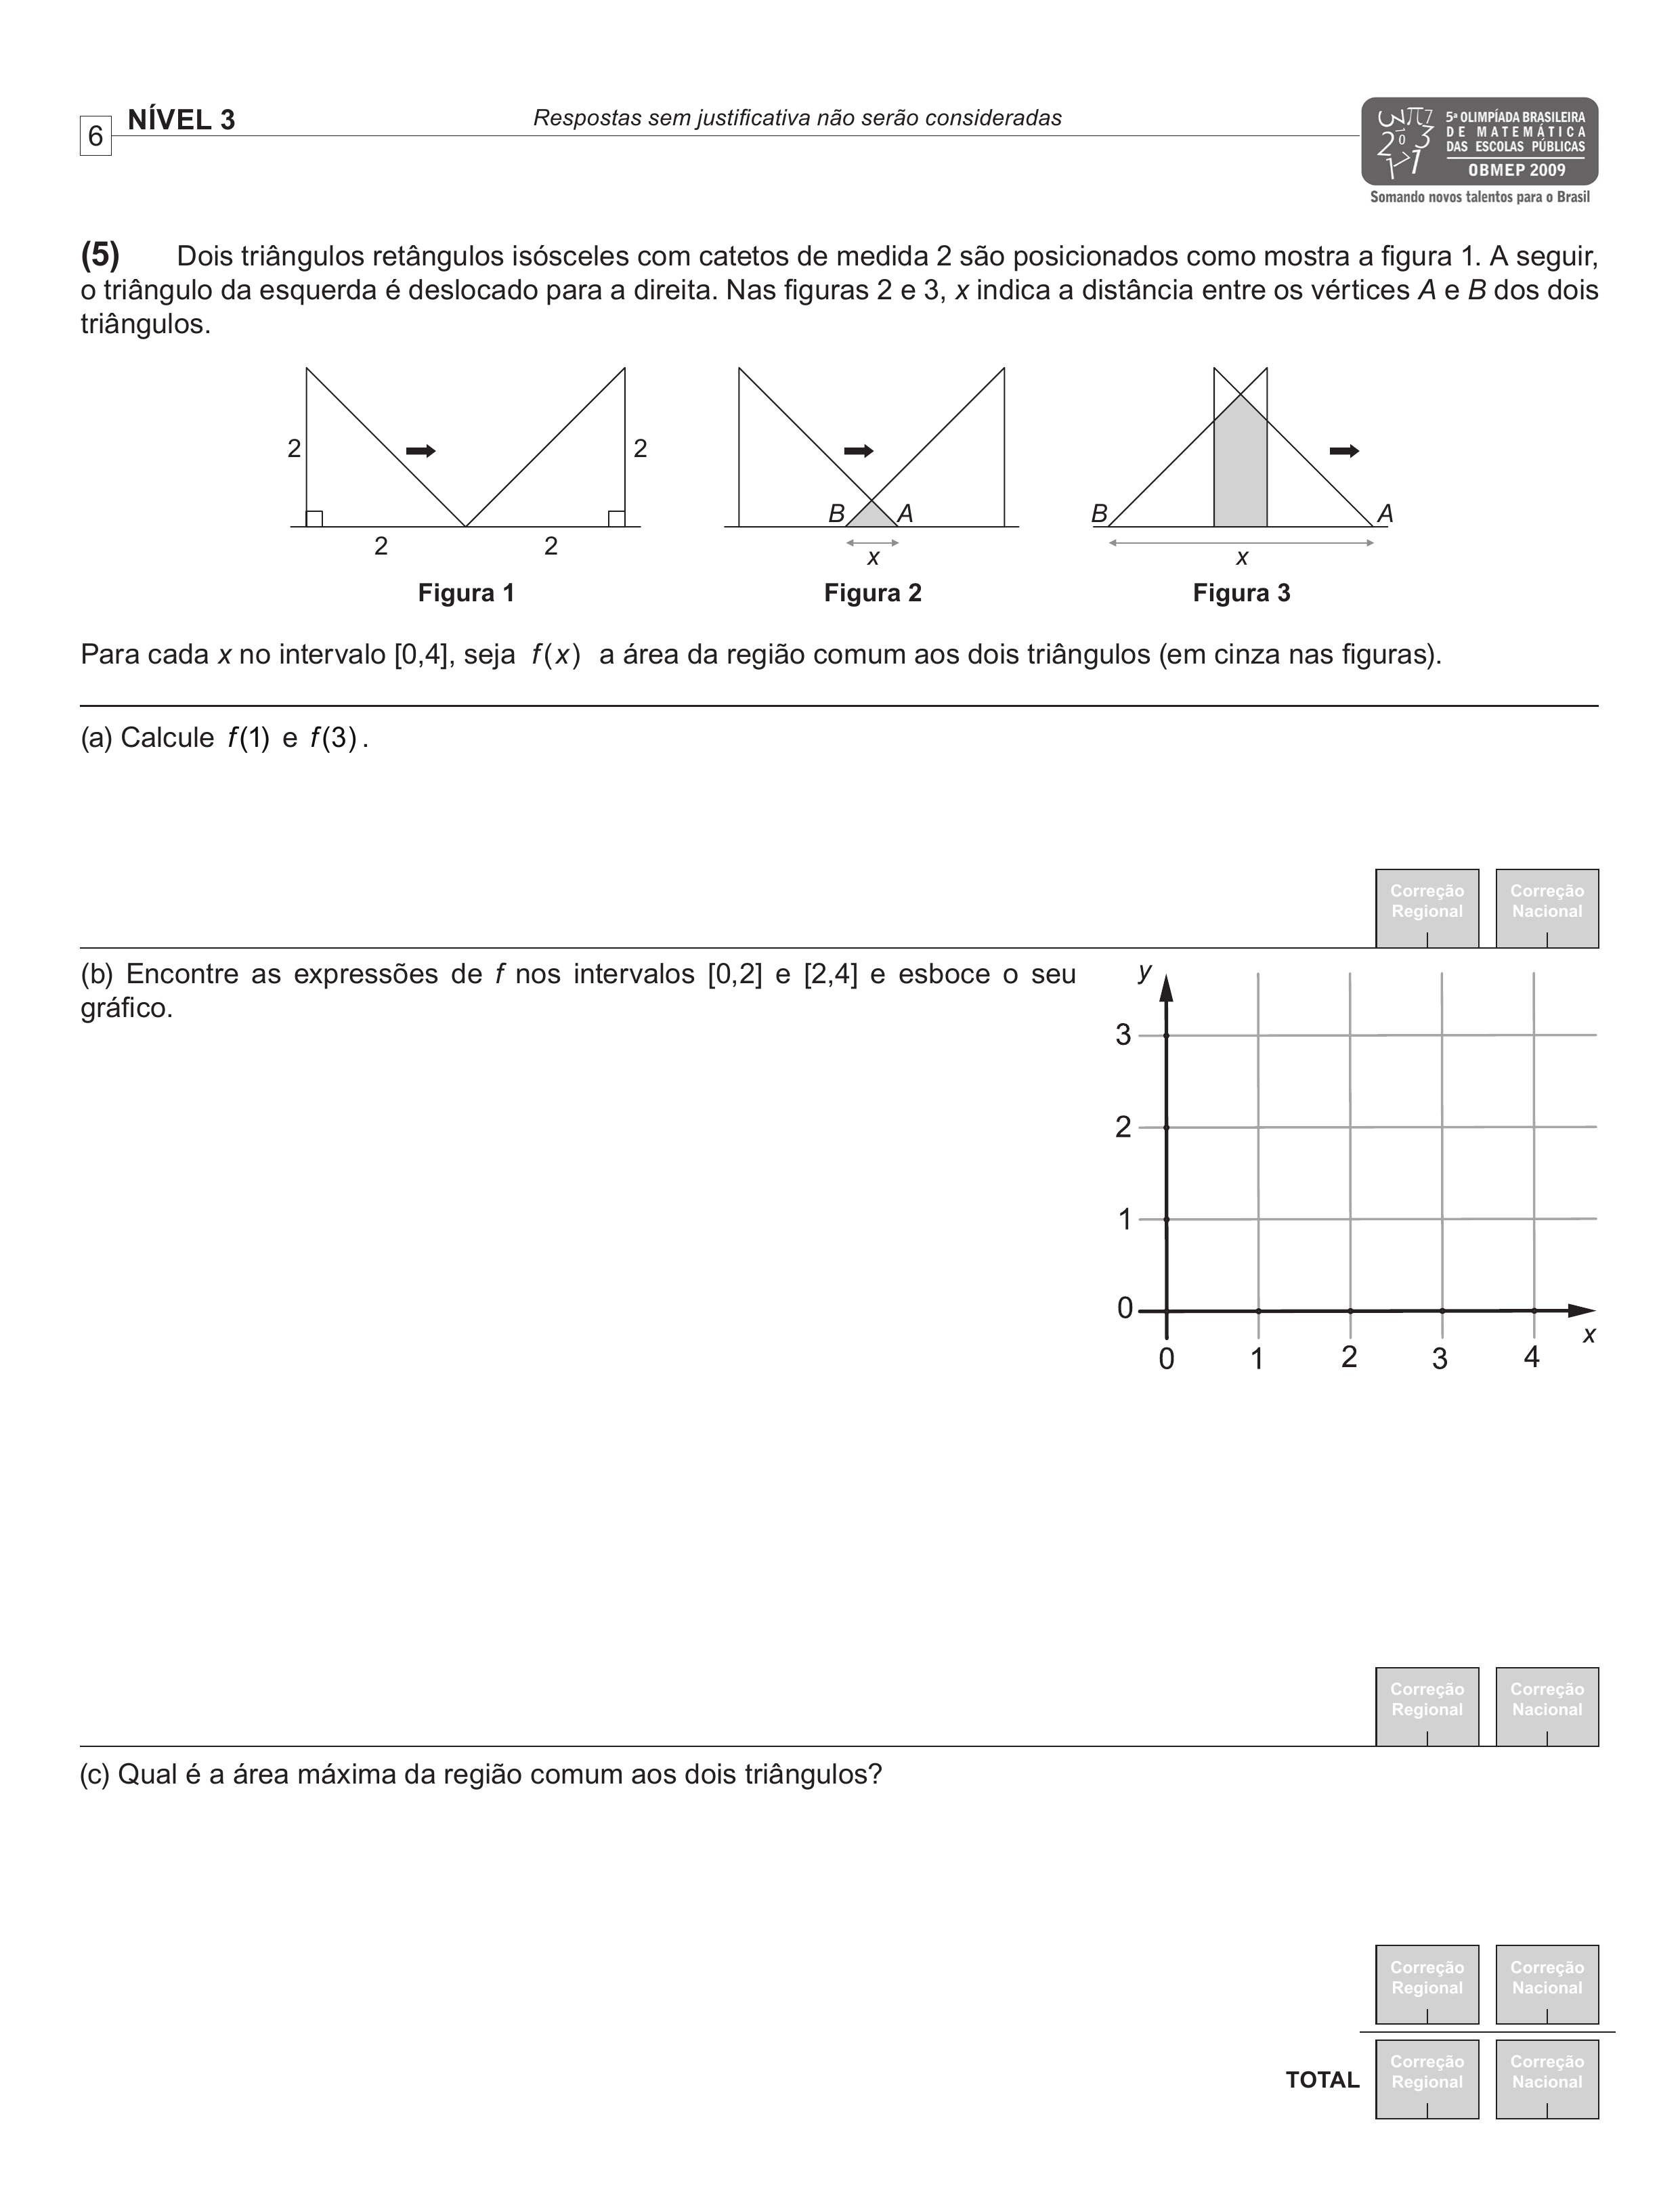 6 NÍVEL 3 Respostas sem justificativa não serão consideradas
5ª OLIMPÍADA BRASILEIRA
DE MATEMÁTICA
DAS ESCOLAS PÚBLICAS
OBMEP 2009
Somando novos talentos para o Brasil
(5) Dois triângulos retângulos isósceles com catetos de medida 2 são posicionados como mostra a figura 1. A seguir,
o triângulo da esquerda é deslocado para a direita. Nas figuras 2 e 3, x indica a distância entre os vértices A e B dos dois
triângulos.
2 2
2 2
Figura 1
B A
x
Figura 2
B A
x
Figura 3
Para cada x no intervalo [0,4], seja f(x) a área da região comum aos dois triângulos (em cinza nas figuras).
(a) Calcule f(1) e f(3).
Correção Regional
Correção Nacional
(b) Encontre as expressões de f nos intervalos [0,2] e [2,4] e esboce o seu
gráfico.
y
3
2
1
0
x
0 1 2 3 4
Correção Regional
Correção Nacional
(c) Qual é a área máxima da região comum aos dois triângulos?
Correção Regional
Correção Nacional
TOTAL
Correção Regional
Correção Nacional